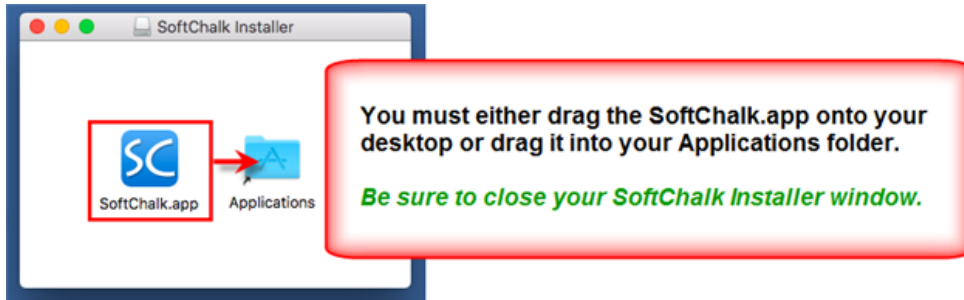 SoftChalk Installer
You must either drag the SoftChalk.app onto your
desktop or drag it into your Applications folder.
SC
SoftChalk.app
Applications
Be sure to close your SoftChalk Installer window.